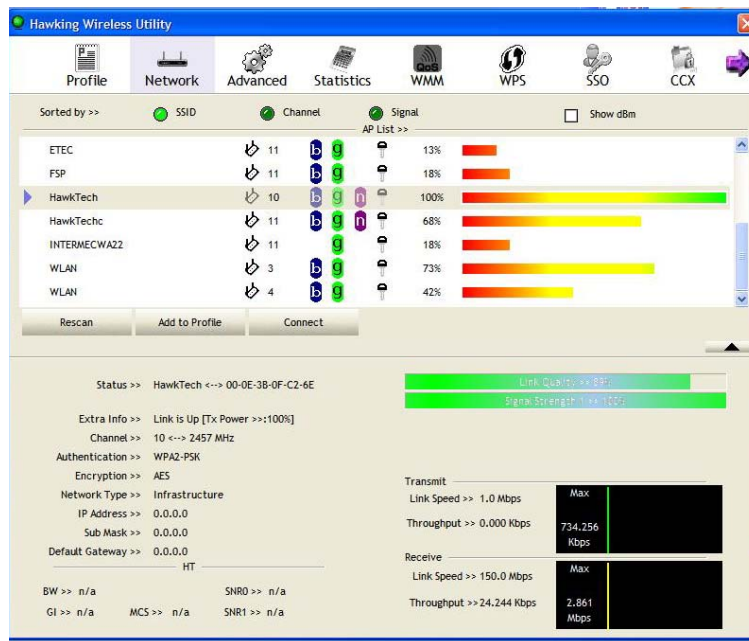 Hawking Wireless Utility
Profile Network Advanced Statistics WMM WPS SSO CCX
Sorted by >> SSID Channel Signal Show dBm
AP List >>
ETEC 11 b g 13%
FSP 11 b g 18%
HawkTech 10 b g n 100%
HawkTechc 11 b g n 68%
INTERMECWA22 11 g 18%
WLAN 3 b g 73%
WLAN 4 b g 42%
Rescan Add to Profile Connect
Status >> HawkTech <--> 00-0E-3B-0F-C2-6E
Extra Info >> Link is Up [Tx Power >>:100%]
Channel >> 10 <--> 2457 MHz
Authentication >> WPA2-PSK
Encryption >> AES
Network Type >> Infrastructure
IP Address >> 0.0.0.0
Sub Mask >> 0.0.0.0
Default Gateway >> 0.0.0.0
HT
BW >> n/a SNR0 >> n/a
GI >> n/a MCS >> n/a SNR1 >> n/a
Link Quality >> 89%
Signal Strength 1 >> 100%
Transmit
Link Speed >> 1.0 Mbps
Throughput >> 0.000 Kbps
Max
734.256
Kbps
Receive
Link Speed >> 150.0 Mbps
Throughput >> 24.244 Kbps
Max
2.861
Mbps